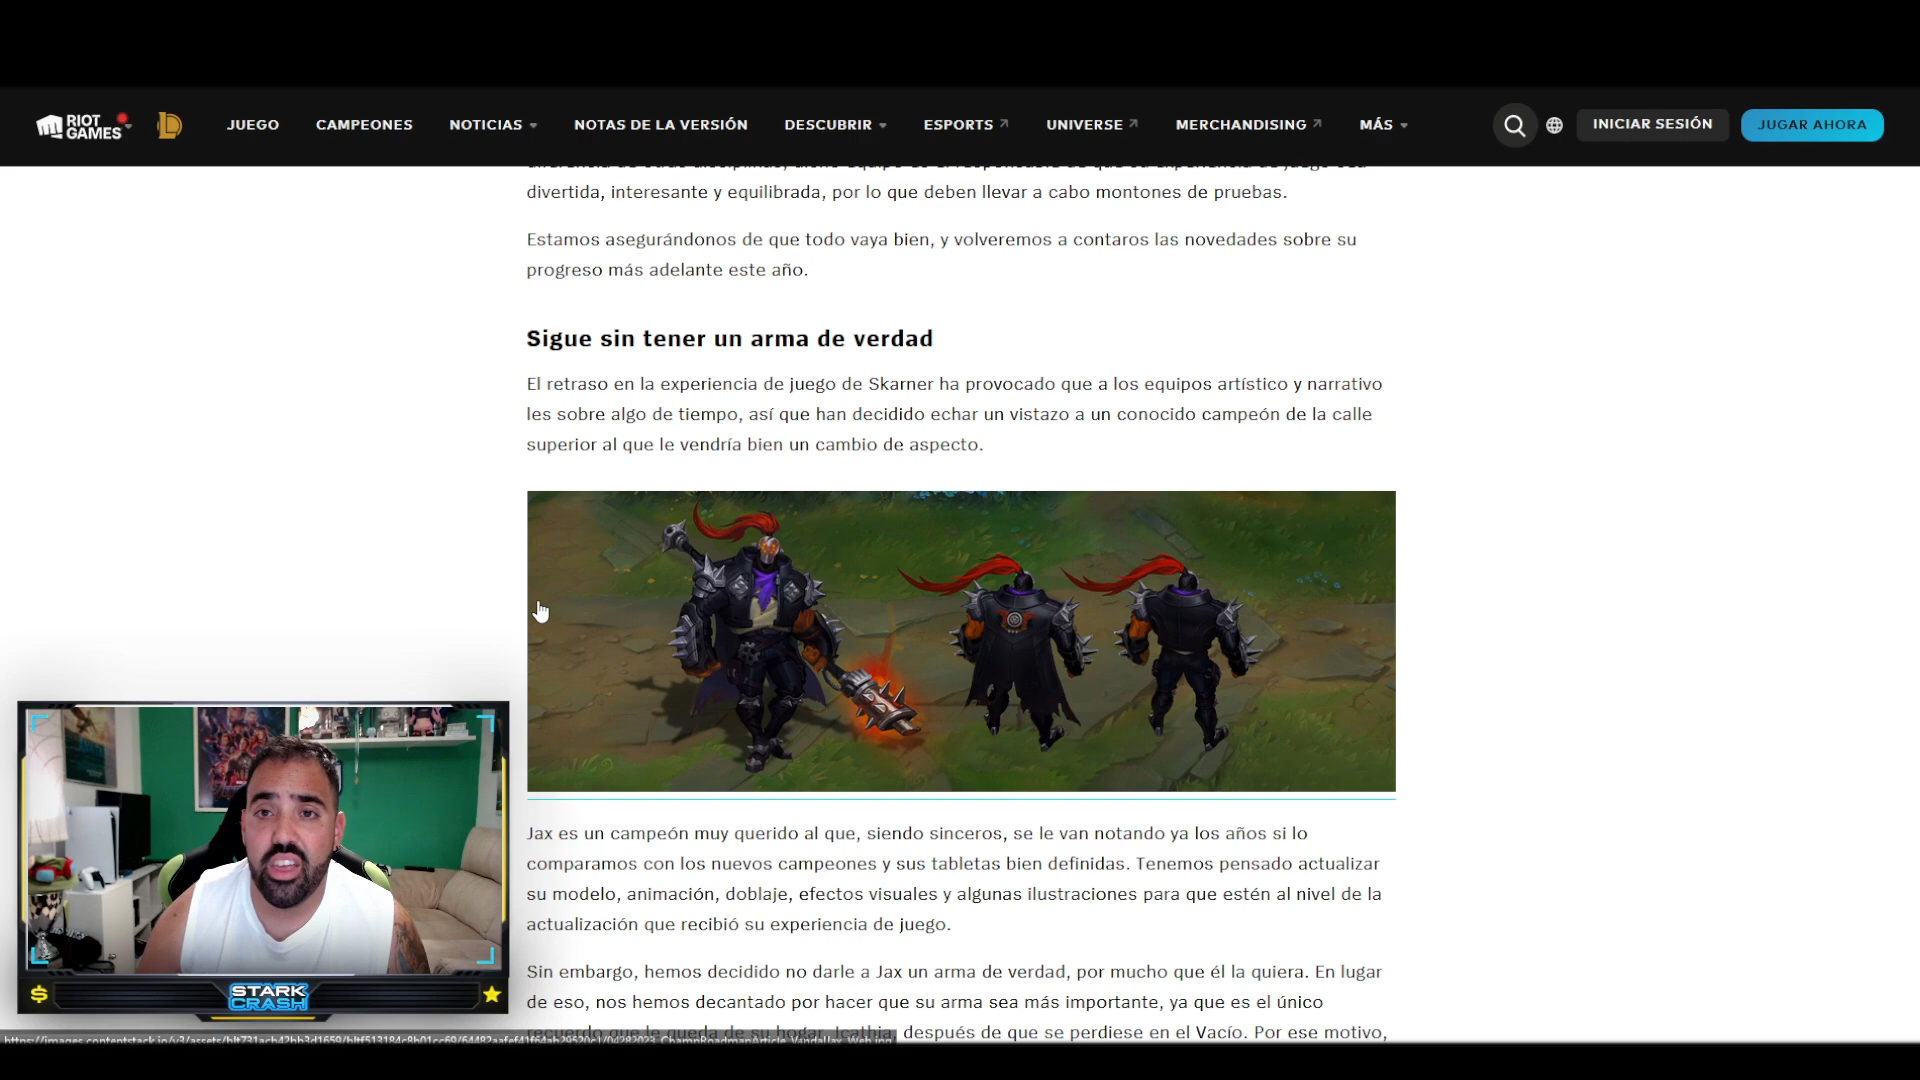 RIOT GAMES
JUEGO
CAMPEONES
NOTICIAS
NOTAS DE LA VERSIÓN
DESCUBRIR
ESPORTS
UNIVERSE
MERCHANDISING
MÁS
INICIAR SESIÓN
JUGAR AHORA
divertida, interesante y equilibrada, por lo que deben llevar a cabo montones de pruebas.
Estamos asegurándonos de que todo vaya bien, y volveremos a contaros las novedades sobre su
progreso más adelante este año.
Sigue sin tener un arma de verdad
El retraso en la experiencia de juego de Skarner ha provocado que a los equipos artístico y narrativo
les sobre algo de tiempo, así que han decidido echar un vistazo a un conocido campeón de la calle
superior al que le vendría bien un cambio de aspecto.
Jax es un campeón muy querido al que, siendo sinceros, se le van notando ya los años si lo
comparamos con los nuevos campeones y sus tabletas bien definidas. Tenemos pensado actualizar
su modelo, animación, doblaje, efectos visuales y algunas ilustraciones para que estén al nivel de la
actualización que recibió su experiencia de juego.
Sin embargo, hemos decidido no darle a Jax un arma de verdad, por mucho que él la quiera. En lugar
de eso, nos hemos decantado por hacer que su arma sea más importante, ya que es el único
recuerdo que le queda de su hogar, Icathia, después de que se perdiese en el Vacío. Por ese motivo,
$
STARK
CRASH